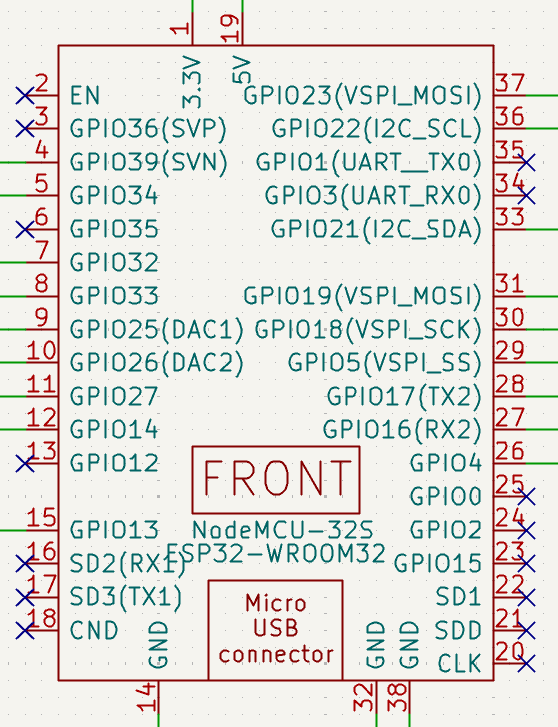 1 19
3.3V 5V
2 EN GPIO23(VSPI_MOSI) 37
3 GPIO36(SVP) GPIO22(I2C_SCL) 36
4 GPIO39(SVN) GPIO1(UART_TX0) 35
5 GPIO34 GPIO3(UART_RX0) 34
6 GPIO35 GPIO21(I2C_SDA) 33
7 GPIO32
8 GPIO33 GPIO19(VSPI_MOSI) 31
9 GPIO25(DAC1) GPIO18(VSPI_SCK) 30
10 GPIO26(DAC2) GPIO5(VSPI_SS) 29
11 GPIO27 GPIO17(TX2) 28
12 GPIO14 GPIO16(RX2) 27
13 GPIO12 GPIO4 26
FRONT
GPIO0 25
15 GPIO13 NodeMCU-32S GPIO2 24
ESP32-WROOM32
16 SD2(RX1) GPIO15 23
17 SD3(TX1) SD1 22
Micro
USB
connector
18 CND SDD 21
GND GND GND CLK 20
14 32 38